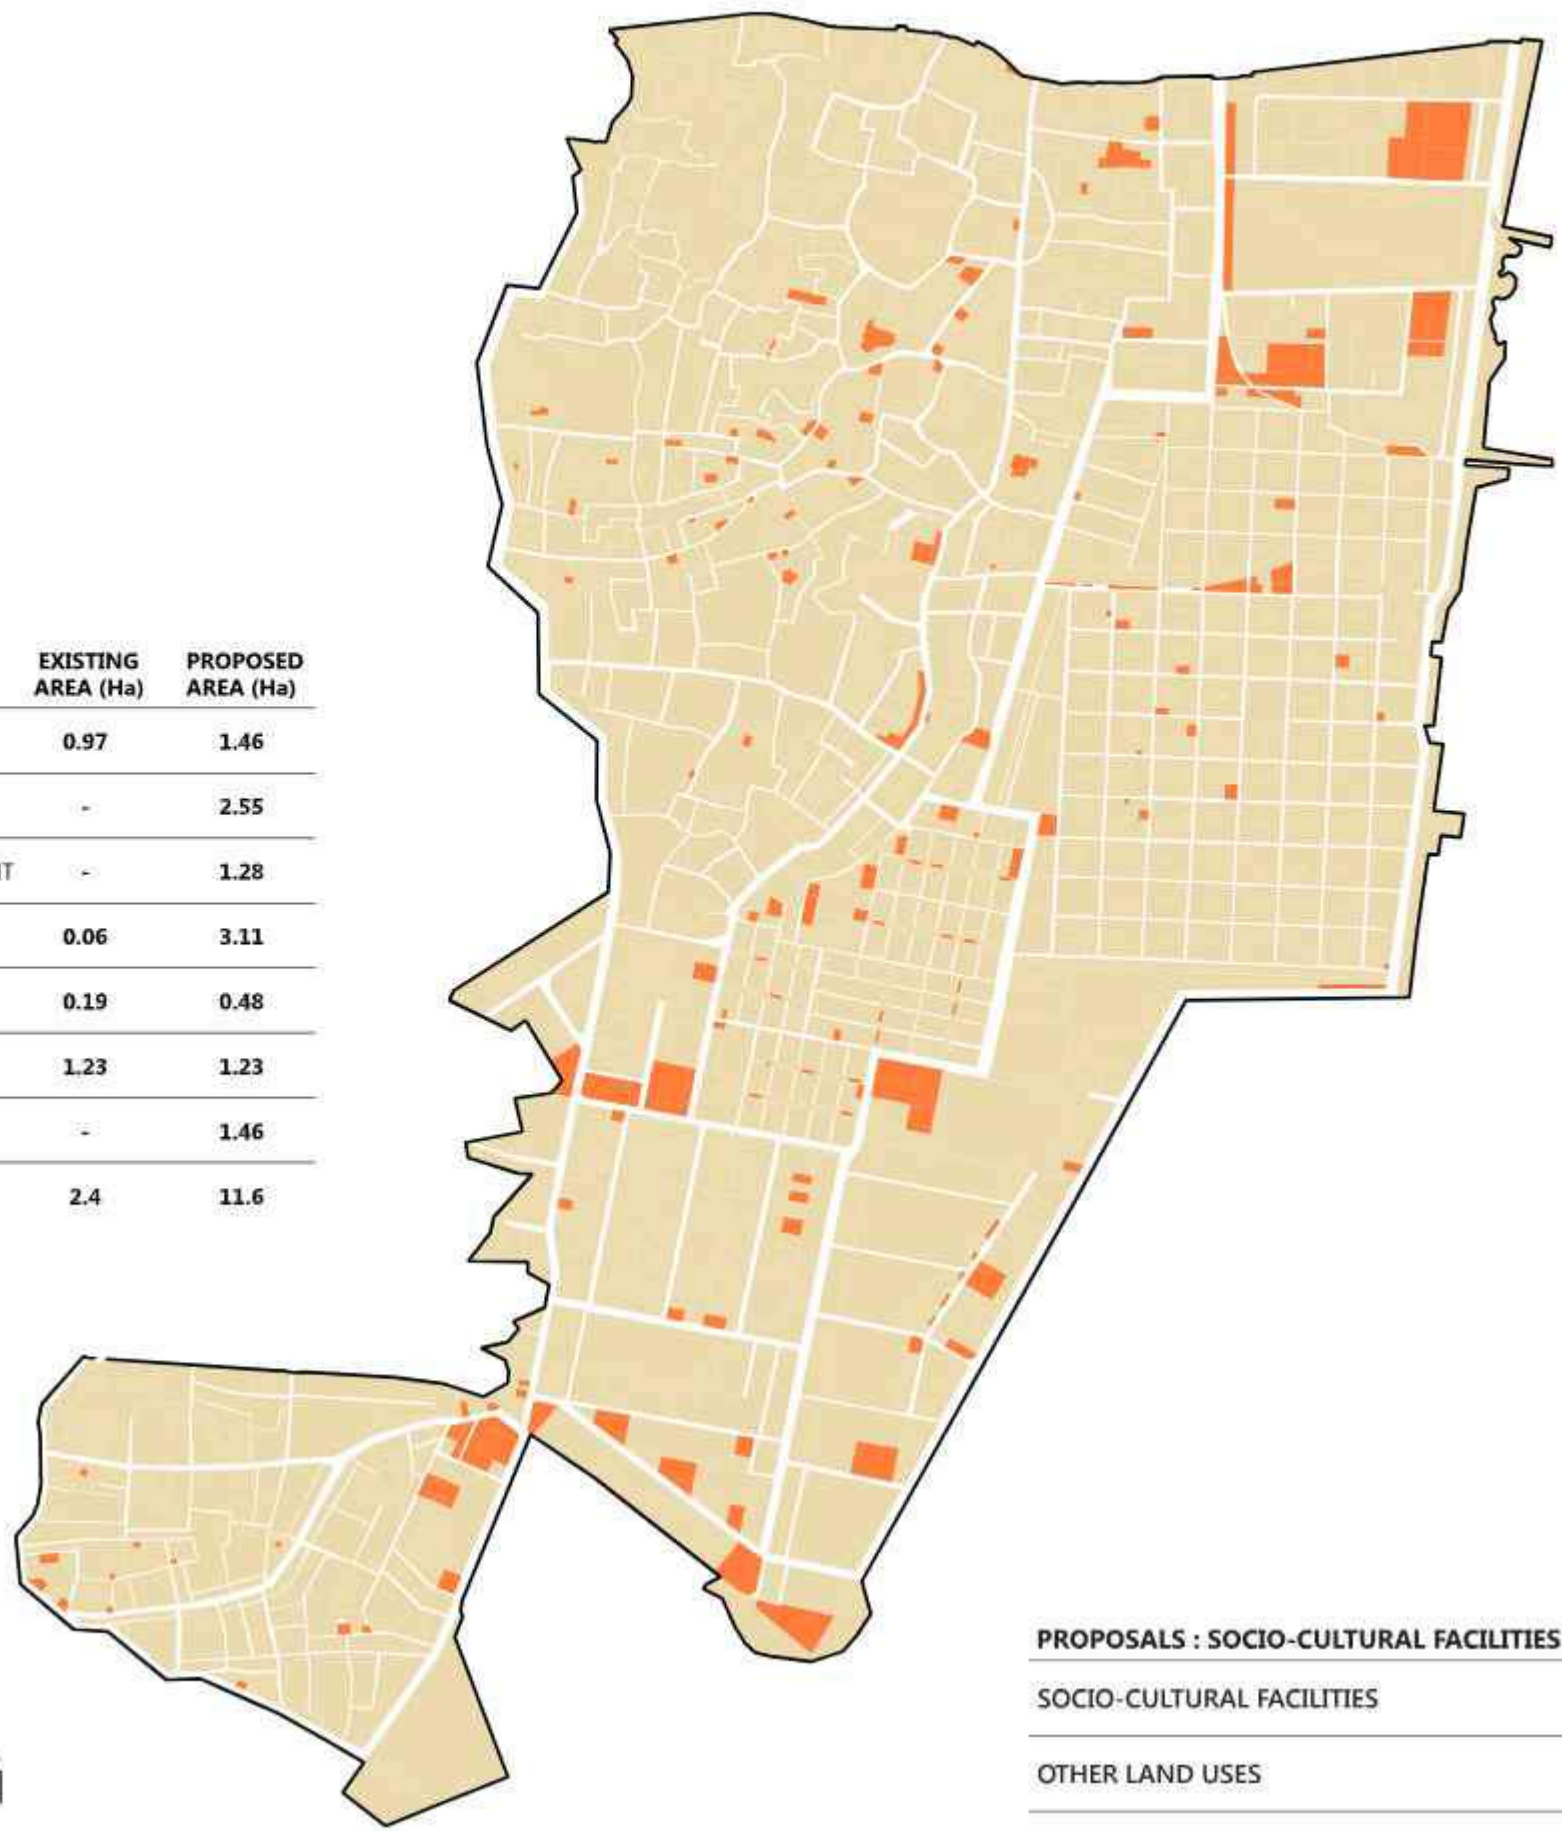 EXISTING PROPOSED
AREA (Ha) AREA (Ha)
0.97 1.46
- 2.55
- 1.28
0.06 3.11
0.19 0.48
1.23 1.23
- 1.46
2.4 11.6
PROPOSALS : SOCIO-CULTURAL FACILITIES
SOCIO-CULTURAL FACILITIES
OTHER LAND USES